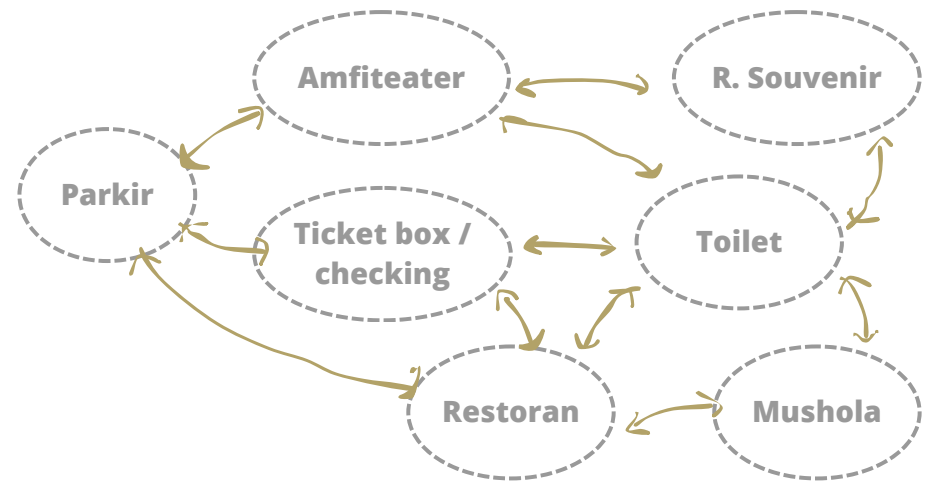 Amfiteater
R. Souvenir
Parkir
Ticket box /
checking
Toilet
Restoran
Mushola